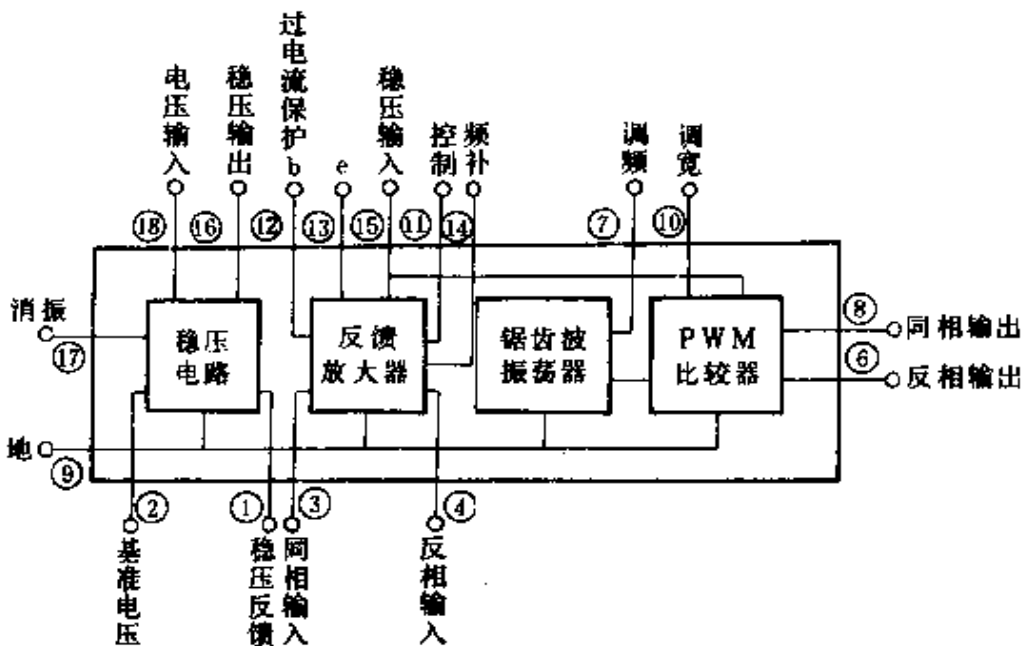 电压输入
稳压输出
过电流保护b
e
稳压输入
控制
频补
调频
调宽
⑱
⑯
⑫
⑬
⑮
⑪
⑭
⑦
⑩
消振
⑰
稳压
电路
反馈
放大器
锯齿波
振荡器
PWM
比较器
⑧
同相输出
⑥
反相输出
地
⑨
②
①
③
④
基准电压
稳压反馈
同相输入
反相输入